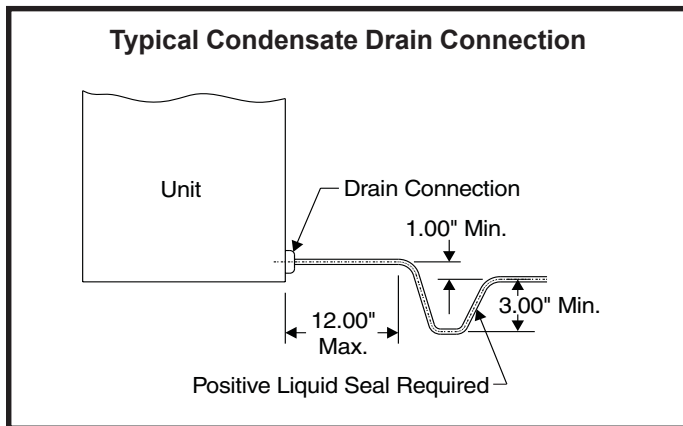 Typical Condensate Drain Connection
Unit
Drain Connection
1.00" Min.
3.00" Min.
12.00"
Max.
Positive Liquid Seal Required